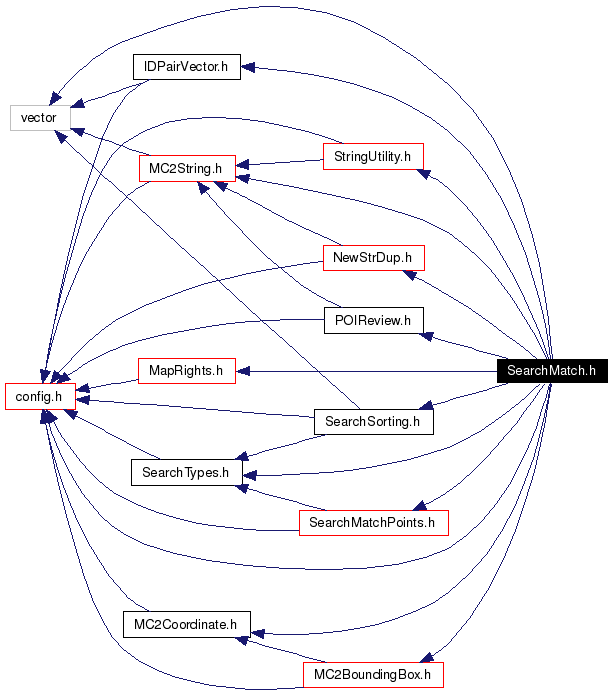 IDPairVector.h
vector
StringUtility.h
MC2String.h
NewStrDup.h
POIReview.h
MapRights.h
SearchMatch.h
config.h
SearchSorting.h
SearchTypes.h
SearchMatchPoints.h
MC2Coordinate.h
MC2BoundingBox.h